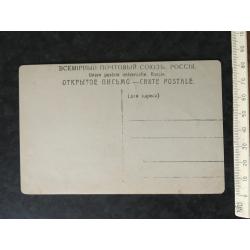 ВСЕМІРНЫЙ ПОЧТОВЫЙ СОЮЗЪ. РОССІЯ.
Union postale universelle. Russie.
ОТКРЫТОЕ ПИСЬМО — CARTE POSTALE.
(для адреса)